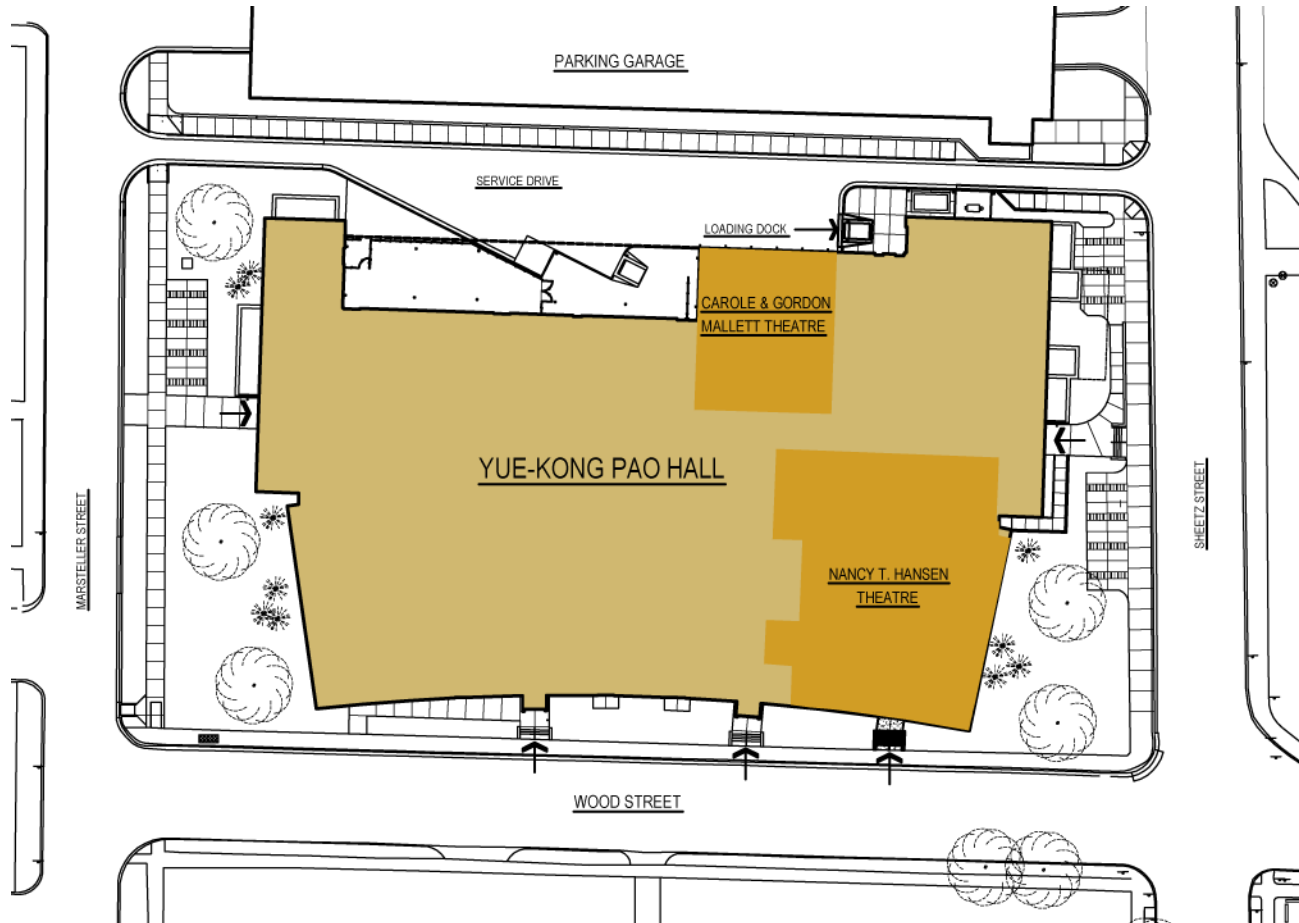 PARKING GARAGE
SERVICE DRIVE
LOADING DOCK
CAROLE & GORDON
MALLETT THEATRE
YUE-KONG PAO HALL
MARSTELLER STREET
SHEETZ STREET
NANCY T. HANSEN
THEATRE
WOOD STREET